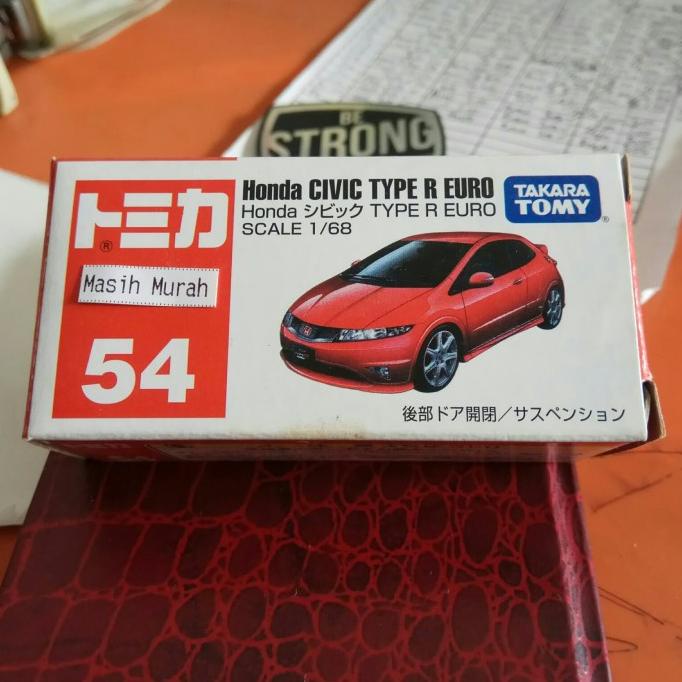 BE
STRONG
トミカ
®
Masih Murah
54
Honda CIVIC TYPE R EURO
Honda シビック TYPE R EURO
SCALE 1/68
TAKARA
TOMY
®
後部ドア開閉/サスペンション